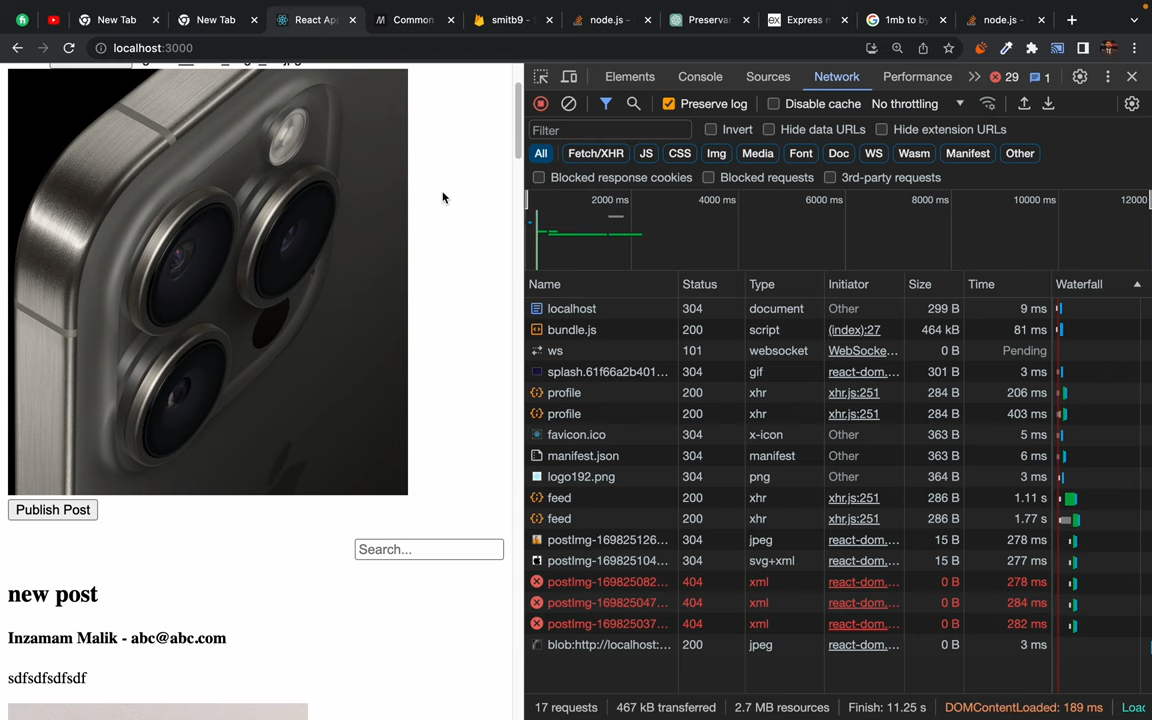 New Tab
New Tab
React Ap
Common
smitb9 -
node.js -
Preservar
Express n
1mb to by
node.js -
localhost:3000
Elements Console Sources Network Performance 29 1
Preserve log Disable cache No throttling
Filter Invert Hide data URLs Hide extension URLs
All Fetch/XHR JS CSS Img Media Font Doc WS Wasm Manifest Other
Blocked response cookies Blocked requests 3rd-party requests
2000 ms 4000 ms 6000 ms 8000 ms 10000 ms 12000
Name Status Type Initiator Size Time Waterfall
localhost 304 document Other 299 B 9 ms
bundle.js 200 script (index):27 464 kB 81 ms
ws 101 websocket WebSocke... 0 B Pending
splash.61f66a2b401... 304 gif react-dom.... 301 B 3 ms
profile 200 xhr xhr.js:251 284 B 206 ms
profile 200 xhr xhr.js:251 284 B 403 ms
favicon.ico 304 x-icon Other 363 B 5 ms
manifest.json 304 manifest Other 363 B 6 ms
logo192.png 304 png Other 364 B 3 ms
feed 200 xhr xhr.js:251 286 B 1.11 s
feed 200 xhr xhr.js:251 286 B 1.77 s
postImg-169825126... 304 jpeg react-dom.... 15 B 278 ms
postImg-169825104... 304 svg+xml react-dom.... 15 B 277 ms
postImg-169825082... 404 xml react-dom.... 0 B 278 ms
postImg-169825047... 404 xml react-dom.... 0 B 284 ms
postImg-169825037... 404 xml react-dom.... 0 B 282 ms
blob:http://localhost:... 200 jpeg react-dom.... 0 B 3 ms
17 requests 467 kB transferred 2.7 MB resources Finish: 11.25 s DOMContentLoaded: 189 ms Loac
Publish Post
Search...
new post
Inzamam Malik - abc@abc.com
sdfsdfsdfsdf